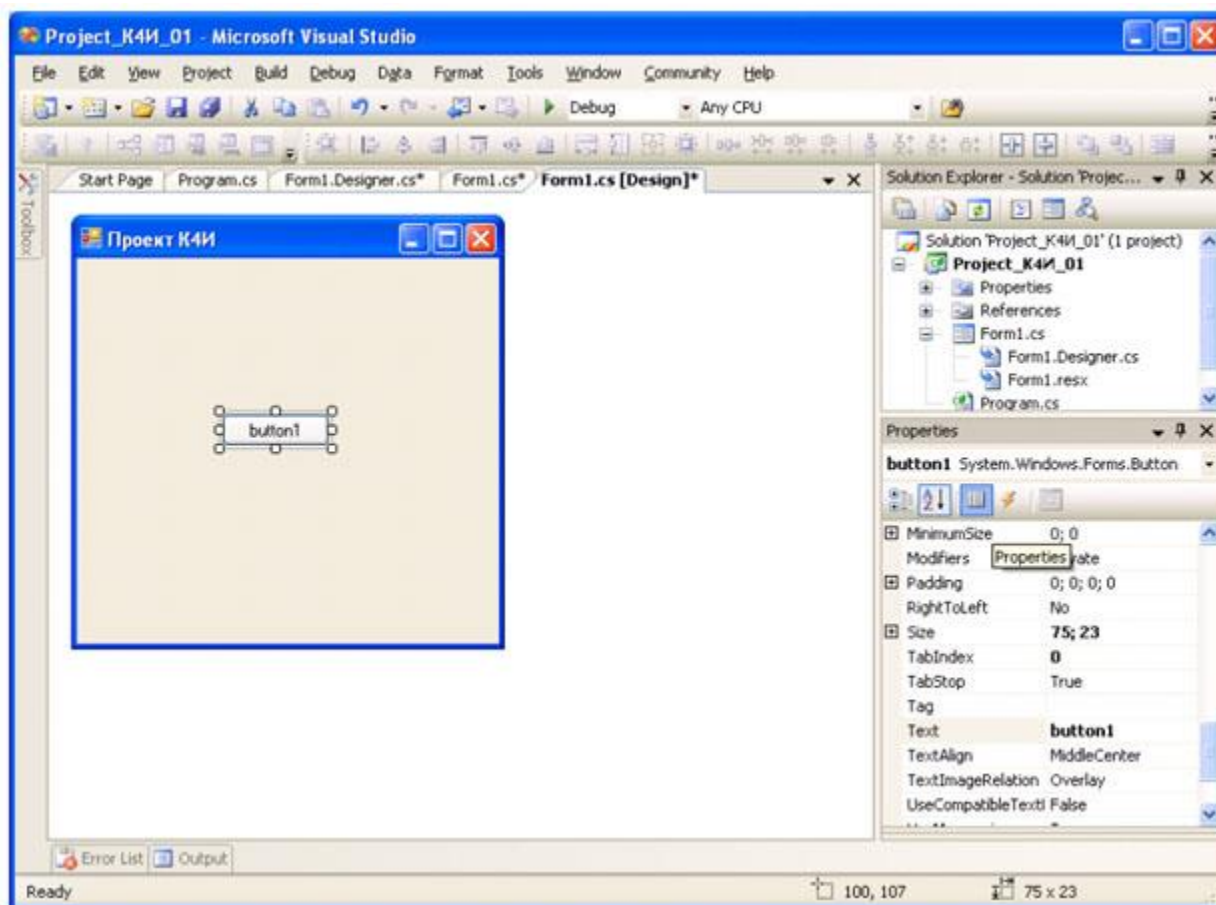 Project_К4И_01 - Microsoft Visual Studio
File Edit View Project Build Debug Data Format Tools Window Community Help
Debug Any CPU
Start Page Program.cs Form1.Designer.cs* Form1.cs* Form1.cs [Design]*
Toolbox
Проект К4И
button1
Solution Explorer - Solution 'Projec...
Solution 'Project_К4И_01' (1 project)
Project_К4И_01
Properties
References
Form1.cs
Form1.Designer.cs
Form1.resx
Program.cs
Properties
button1 System.Windows.Forms.Button
MinimumSize 0; 0
Modifiers Properties rate
Padding 0; 0; 0; 0
RightToLeft No
Size 75; 23
TabIndex 0
TabStop True
Tag
Text button1
TextAlign MiddleCenter
TextImageRelation Overlay
UseCompatibleText False
Error List Output
Ready 100, 107 75 x 23